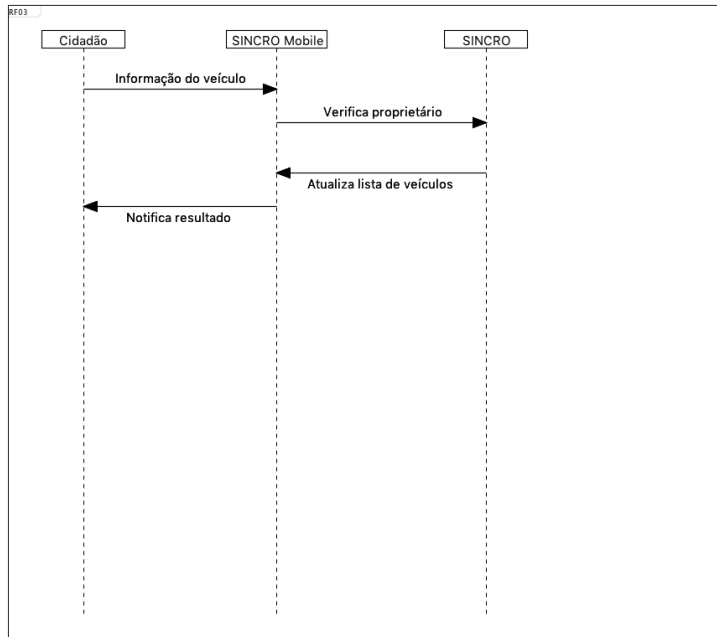 RF03
Cidadão
SINCRO Mobile
SINCRO
Informação do veículo
Verifica proprietário
Atualiza lista de veículos
Notifica resultado